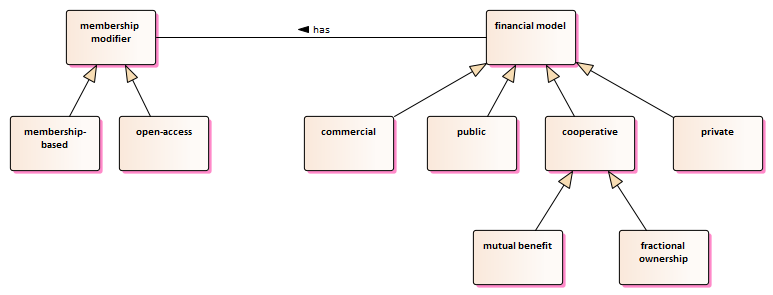 membership
modifier
◄ has
financial model
membership-
based
open-access
commercial
public
cooperative
private
mutual benefit
fractional
ownership